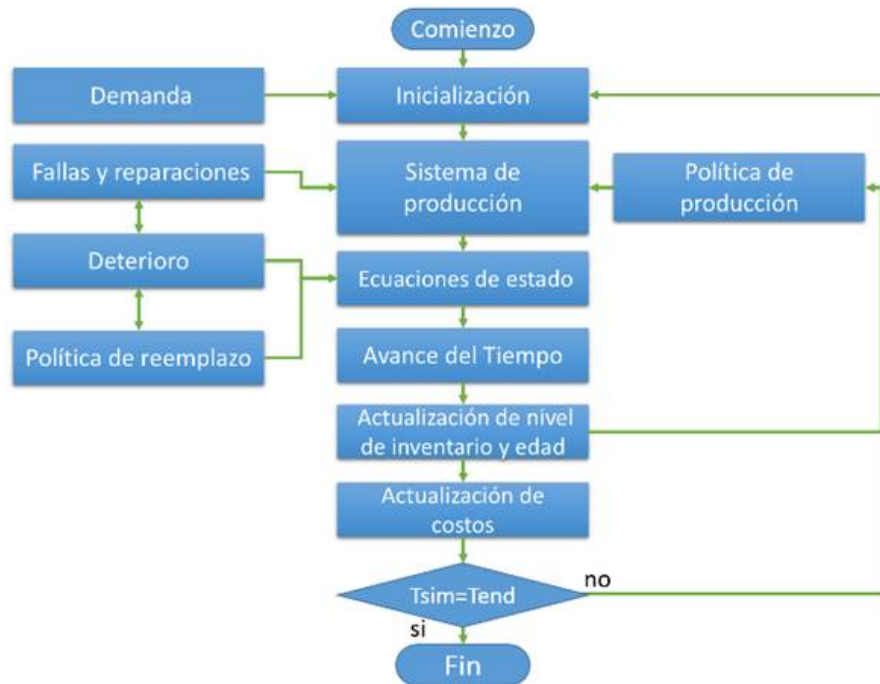 Comienzo
Demanda
Inicialización
Fallas y reparaciones
Sistema de
producción
Política de
producción
Deterioro
Ecuaciones de estado
Política de reemplazo
Avance del Tiempo
Actualización de nivel
de inventario y edad
Actualización de
costos
Tsim=Tend
no
si
Fin